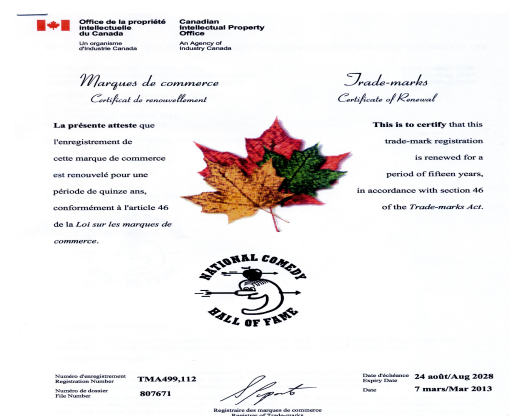 Office de la propriété
intellectuelle
du Canada
Un organisme
d'Industrie Canada
Canadian
Intellectual Property
Office
An Agency of
Industry Canada
Marques de commerce
Certificat de renouvellement
Trade-marks
Certificate of Renewal
La présente atteste que
l'enregistrement de
cette marque de commerce
est renouvelé pour une
période de quinze ans,
conformément à l'article 46
de la Loi sur les marques de
commerce.
This is to certify that this
trade-mark registration
is renewed for a
period of fifteen years,
in accordance with section 46
of the Trade-marks Act.
NATIONAL COMEDY
HALL OF FAME
Numéro d'enregistrement
Registration Number
TMA499,112
Numéro de dossier
File Number
807671
Registraire des marques de commerce
Registrar of Trade-marks
Date d'échéance
Expiry Date
24 août/Aug 2028
Date
7 mars/Mar 2013